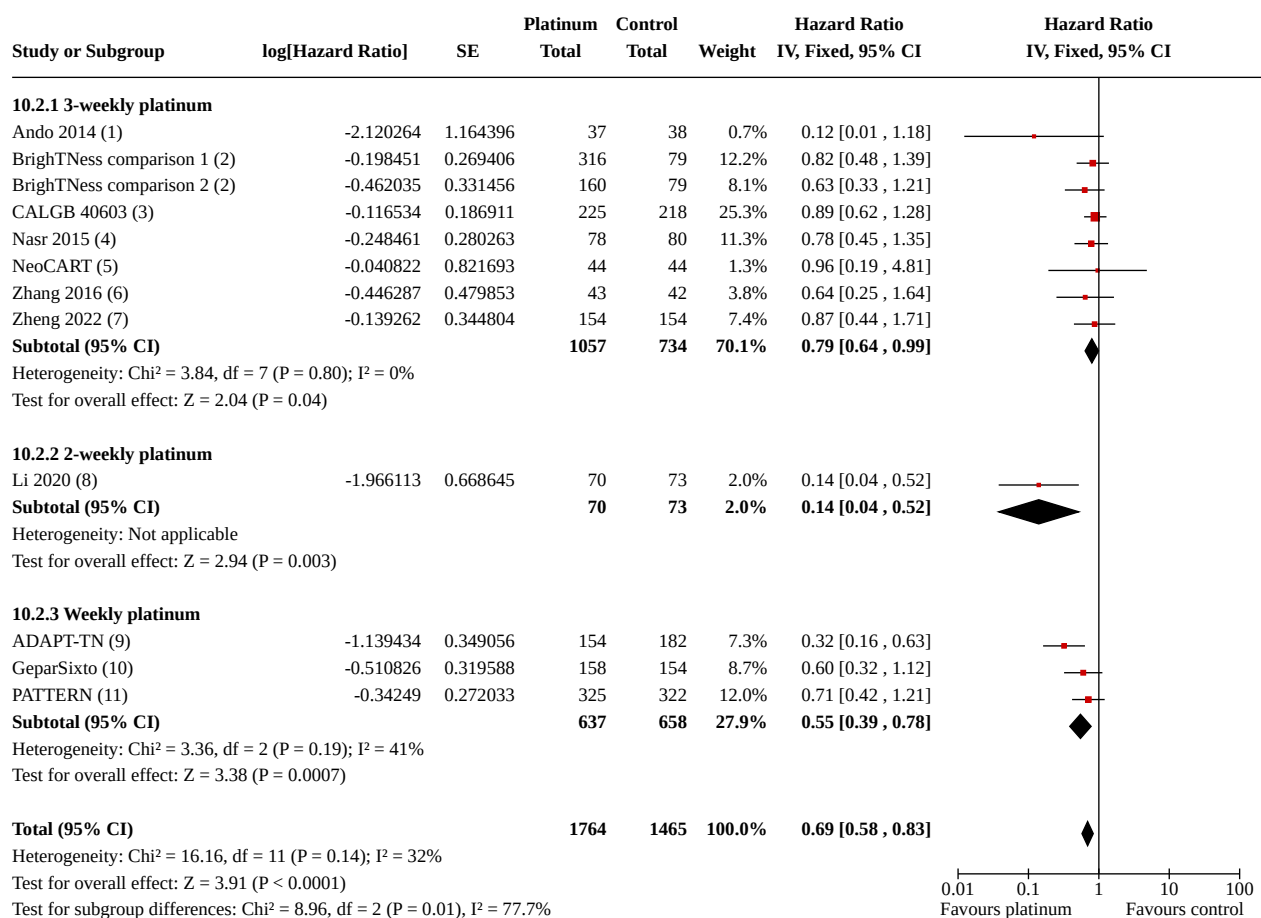 Platinum Control Hazard Ratio Hazard Ratio
Study or Subgroup log[Hazard Ratio] SE Total Total Weight IV, Fixed, 95% CI IV, Fixed, 95% CI
10.2.1 3-weekly platinum
Ando 2014 (1) -2.120264 1.164396 37 38 0.7% 0.12 [0.01 , 1.18]
BrighTNess comparison 1 (2) -0.198451 0.269406 316 79 12.2% 0.82 [0.48 , 1.39]
BrighTNess comparison 2 (2) -0.462035 0.331456 160 79 8.1% 0.63 [0.33 , 1.21]
CALGB 40603 (3) -0.116534 0.186911 225 218 25.3% 0.89 [0.62 , 1.28]
Nasr 2015 (4) -0.248461 0.280263 78 80 11.3% 0.78 [0.45 , 1.35]
NeoCART (5) -0.040822 0.821693 44 44 1.3% 0.96 [0.19 , 4.81]
Zhang 2016 (6) -0.446287 0.479853 43 42 3.8% 0.64 [0.25 , 1.64]
Zheng 2022 (7) -0.139262 0.344804 154 154 7.4% 0.87 [0.44 , 1.71]
Subtotal (95% CI) 1057 734 70.1% 0.79 [0.64 , 0.99]
Heterogeneity: Chi² = 3.84, df = 7 (P = 0.80); I² = 0%
Test for overall effect: Z = 2.04 (P = 0.04)
10.2.2 2-weekly platinum
Li 2020 (8) -1.966113 0.668645 70 73 2.0% 0.14 [0.04 , 0.52]
Subtotal (95% CI) 70 73 2.0% 0.14 [0.04 , 0.52]
Heterogeneity: Not applicable
Test for overall effect: Z = 2.94 (P = 0.003)
10.2.3 Weekly platinum
ADAPT-TN (9) -1.139434 0.349056 154 182 7.3% 0.32 [0.16 , 0.63]
GeparSixto (10) -0.510826 0.319588 158 154 8.7% 0.60 [0.32 , 1.12]
PATTERN (11) -0.34249 0.272033 325 322 12.0% 0.71 [0.42 , 1.21]
Subtotal (95% CI) 637 658 27.9% 0.55 [0.39 , 0.78]
Heterogeneity: Chi² = 3.36, df = 2 (P = 0.19); I² = 41%
Test for overall effect: Z = 3.38 (P = 0.0007)
Total (95% CI) 1764 1465 100.0% 0.69 [0.58 , 0.83]
Heterogeneity: Chi² = 16.16, df = 11 (P = 0.14); I² = 32%
Test for overall effect: Z = 3.91 (P < 0.0001)
Test for subgroup differences: Chi² = 8.96, df = 2 (P = 0.01), I² = 77.7%
0.01 0.1 1 10 100
Favours platinum Favours control